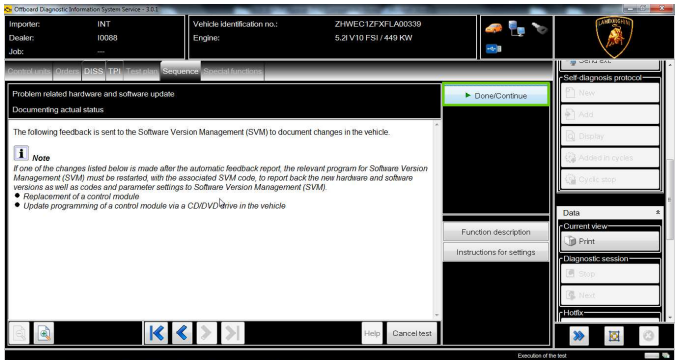 Offboard Diagnostic Information System Service - 3.0.1
Importer: INT
Dealer: I0088
Job: ---
Vehicle identification no.: ZHWEC1ZFXFLA00339
Engine: 5.2l V10 FSI / 449 KW
LAMBORGHINI
Control units Orders DISS TPI Test plan Sequence Special functions
Problem related hardware and software update
Documenting actual status
The following feedback is sent to the Software Version Management (SVM) to document changes in the vehicle.
Note
If one of the changes listed below is made after the automatic feedback report, the relevant program for Software Version
Management (SVM) must be restarted, with the associated SVM code, to report back the new hardware and software
versions as well as codes and parameter settings to Software Version Management (SVM).
● Replacement of a control module
● Update programming of a control module via a CD/DVD drive in the vehicle
Help
Cancel test
Done/Continue
Function description
Instructions for settings
Send ext.
Self-diagnosis protocol
New
Add
Display
Added in cycles
Cyclic stop
Data
Current view
Print
Diagnostic session
Stop
Next
Hotfix
Execution of the test